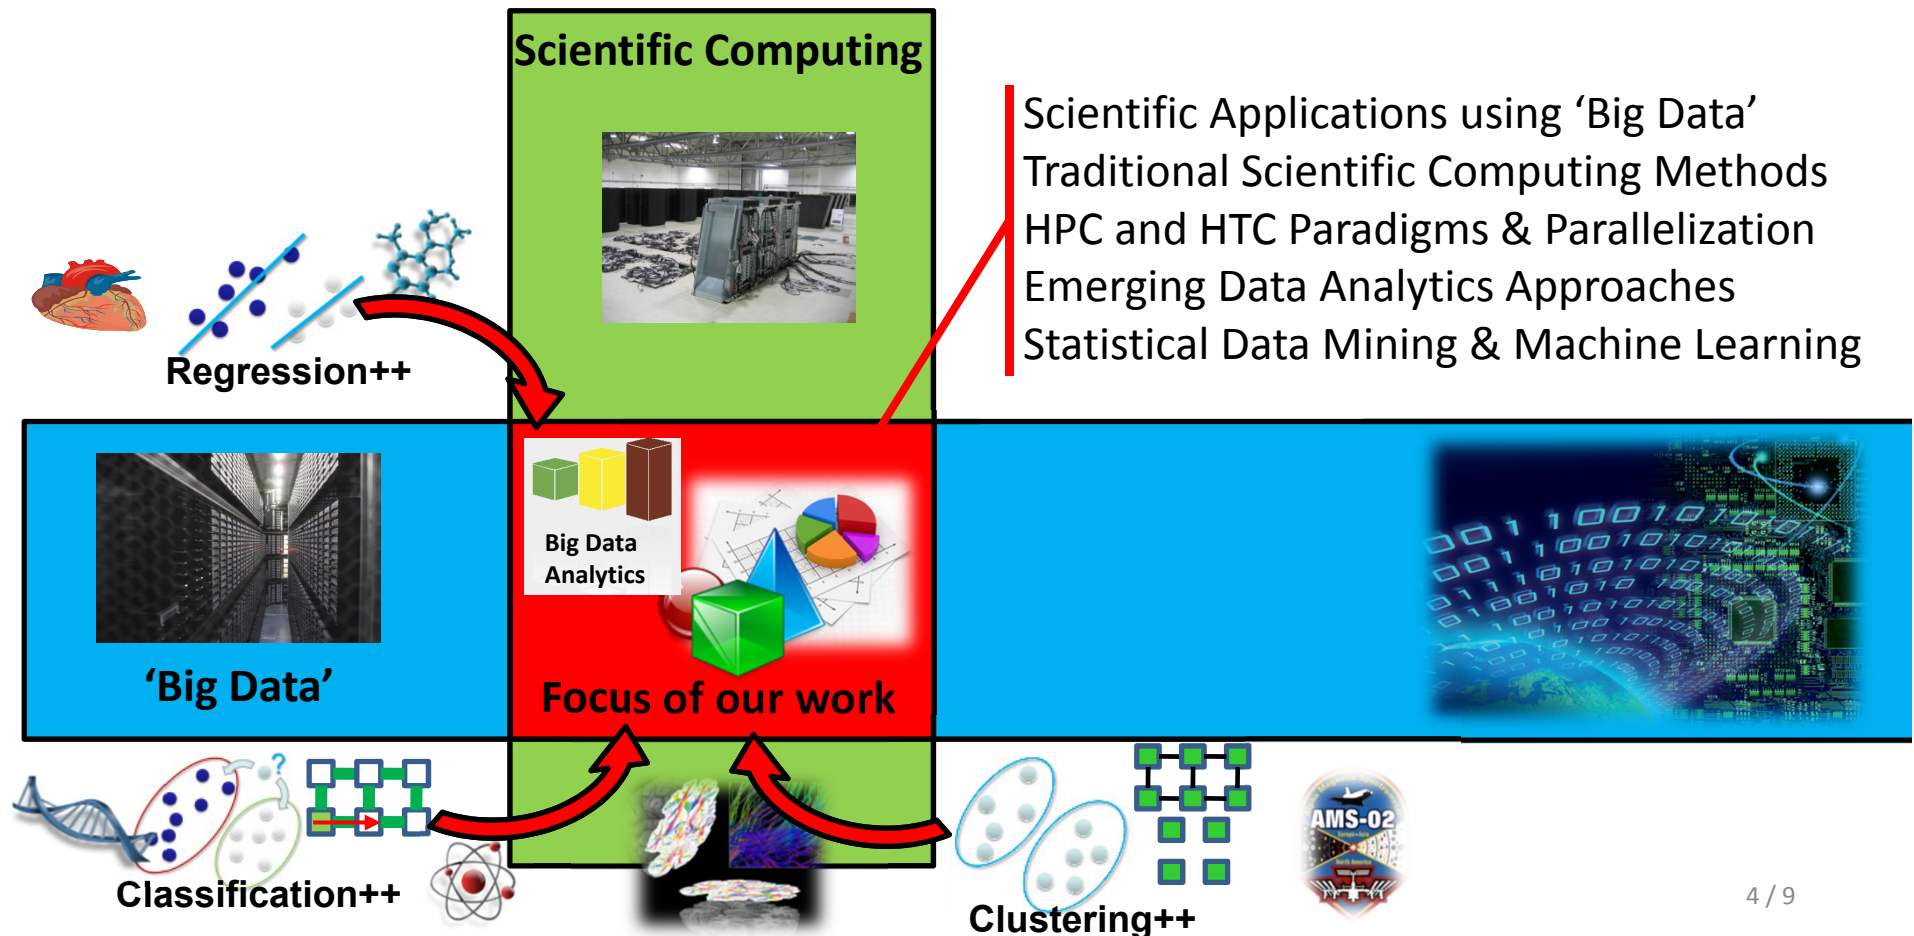 Scientific Computing
Scientific Applications using ‘Big Data’
Traditional Scientific Computing Methods
HPC and HTC Paradigms & Parallelization
Emerging Data Analytics Approaches
Statistical Data Mining & Machine Learning
Regression++
Big Data
Analytics
‘Big Data’
Focus of our work
?
Classification++
Clustering++
AMS-02
4 / 9